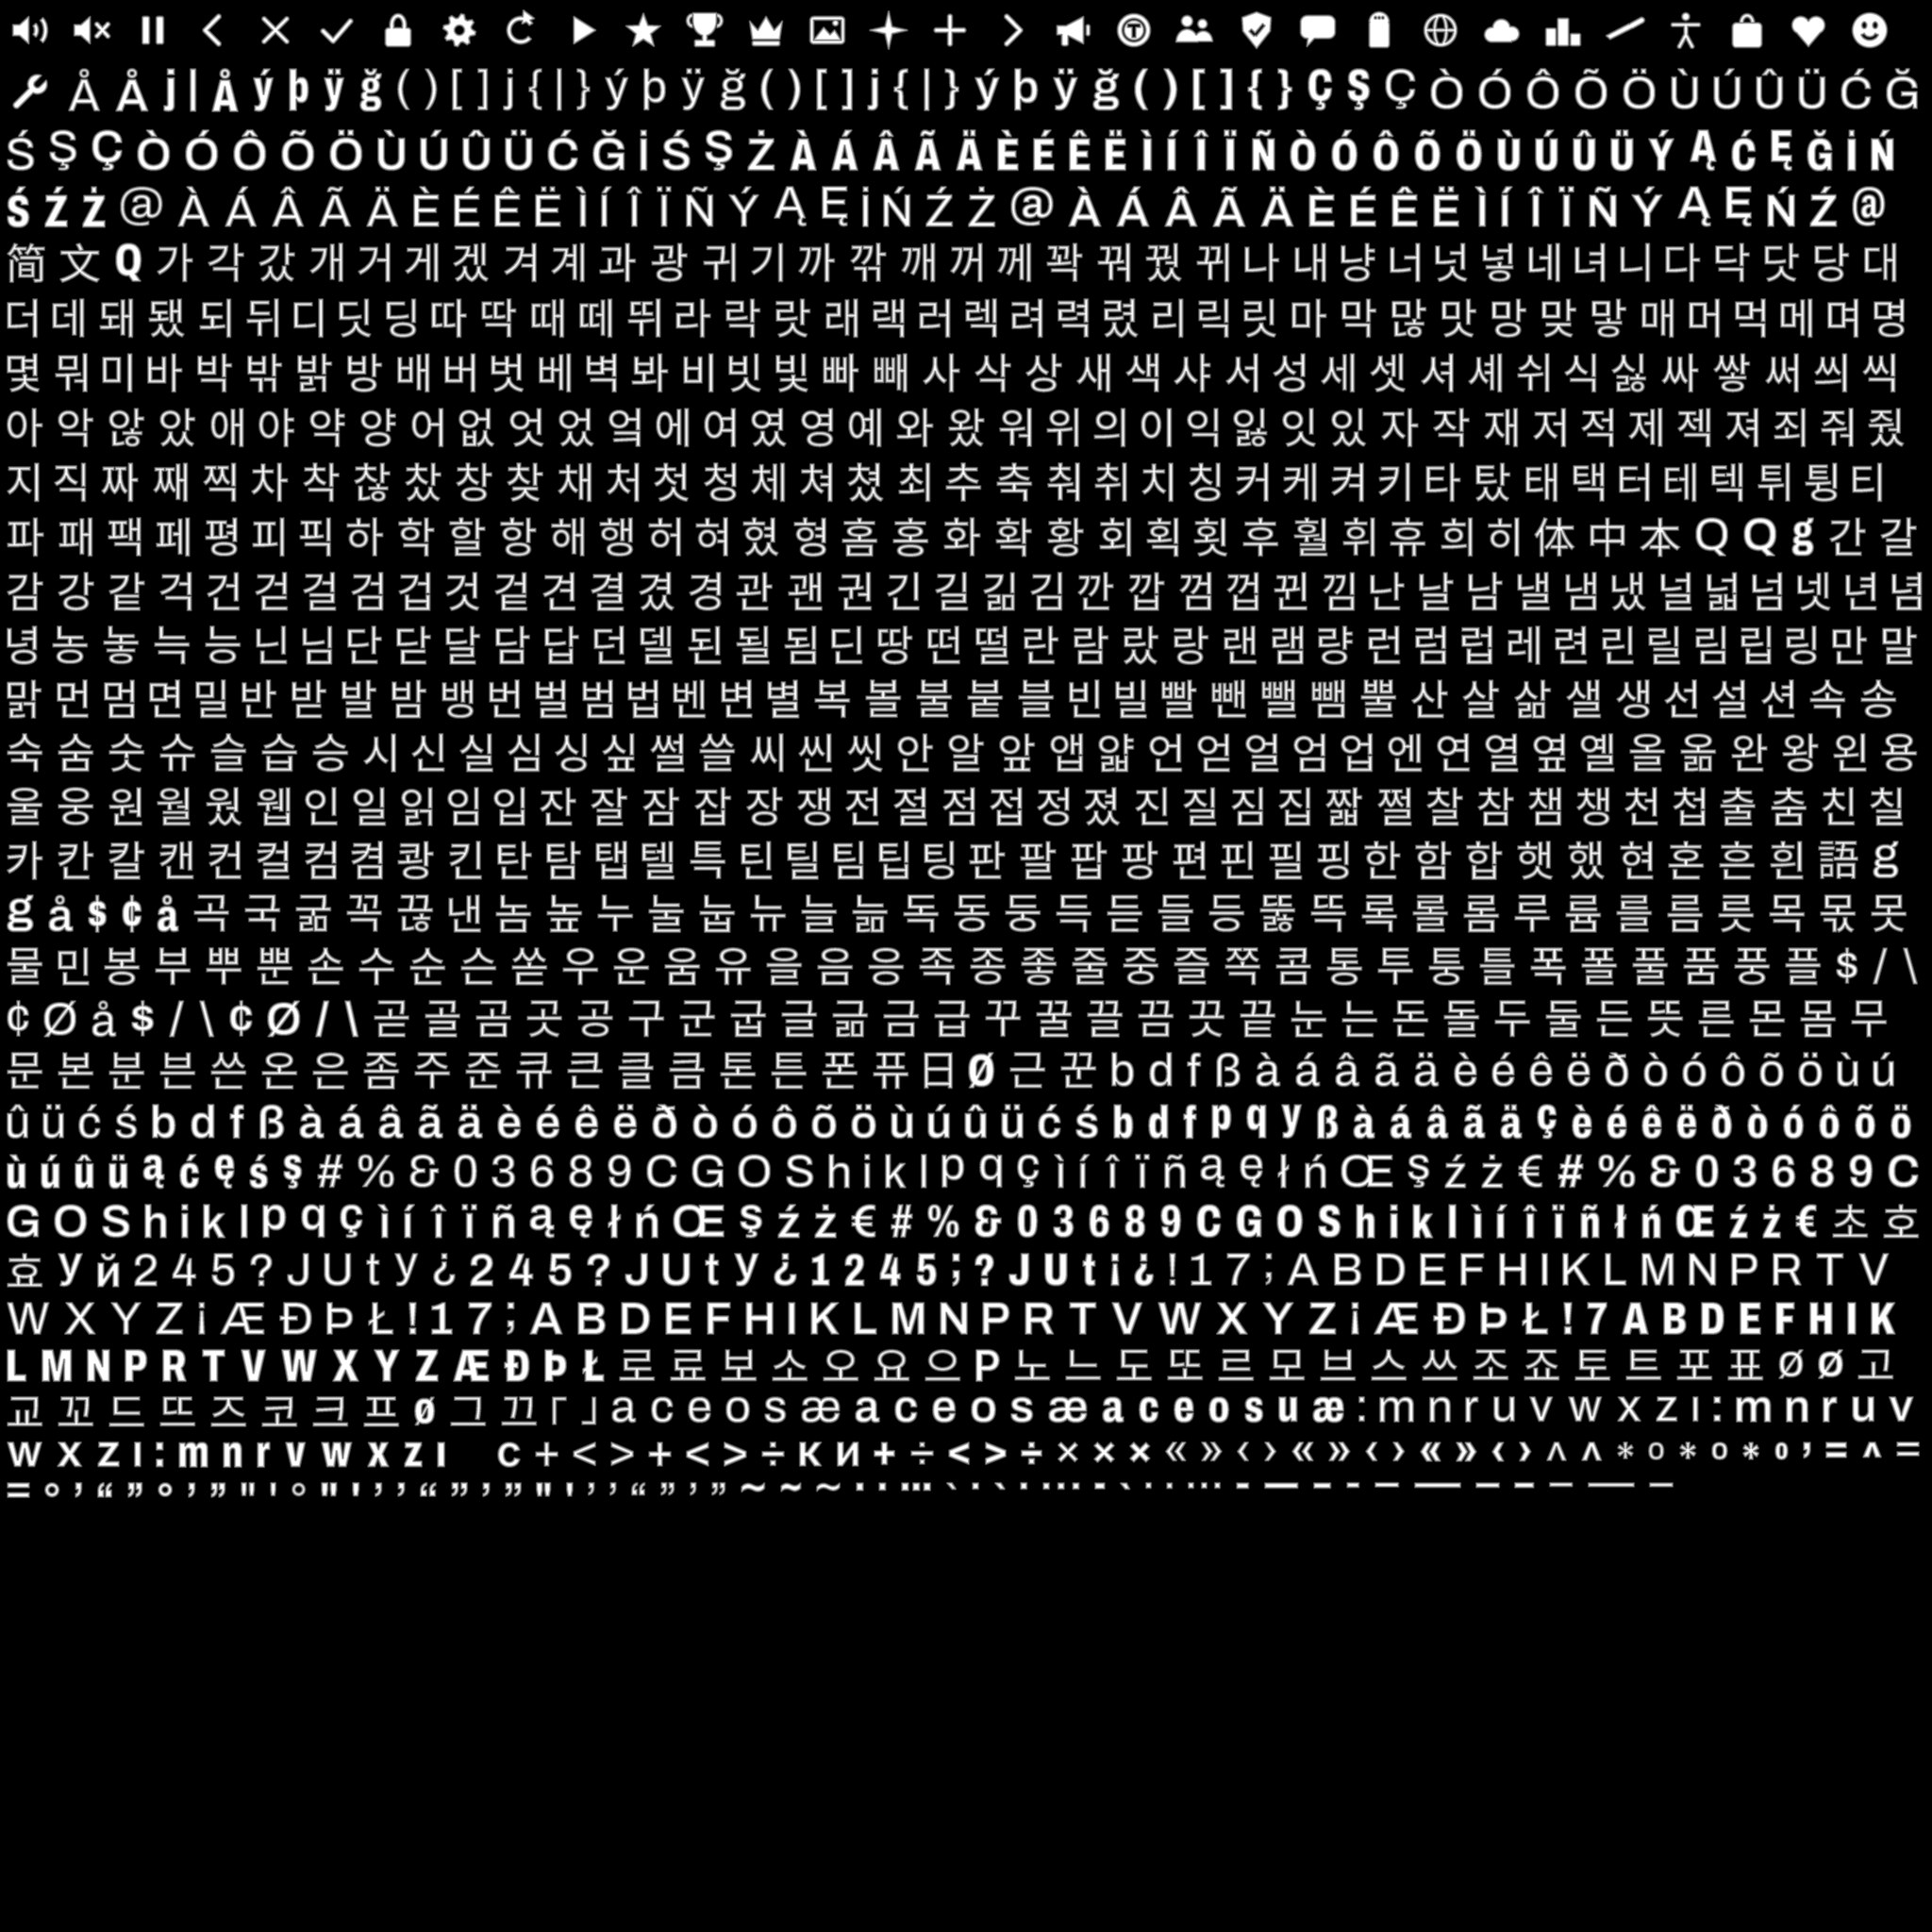 Å Å j | Å ý þ ÿ ğ ( ) [ ] j { | } ý þ ÿ ğ ( ) [ ] j { | } ý þ ÿ ğ ( ) [ ] { } Ç Ş Ç Ò Ó Ô Õ Ö Ù Ú Û Ü Ć Ğ
Ś Ş Ç Ò Ó Ô Õ Ö Ù Ú Û Ü Ć Ğ İ Ś Ş Ż À Á Â Ã Ä È É Ê Ë Ì Í Î Ï Ñ Ò Ó Ô Õ Ö Ù Ú Û Ü Ý Ą Ć Ę Ğ İ Ń
Ś Ź Ż @ À Á Â Ã Ä È É Ê Ë Ì Í Î Ï Ñ Ý Ą Ę İ Ń Ź Ż @ À Á Â Ã Ä È É Ê Ë Ì Í Î Ï Ñ Ý Ą Ę Ń Ź @
简 文 Q 가 각 갔 개 거 게 겠 겨 계 과 광 귀 기 까 깎 깨 꺼 께 꽉 꿔 꿨 뀌 나 내 냥 너 넛 넣 네 녀 니 다 닥 닷 당 대
더 데 돼 됐 되 뒤 디 딧 딩 따 딱 때 떼 뛰 라 락 랏 래 랙 러 렉 려 력 렸 리 릭 릿 마 막 많 맛 망 맞 맣 매 머 먹 메 며 명
몇 뭐 미 바 박 밖 밝 방 배 버 벗 베 벽 봐 비 빗 빛 빠 빼 사 삭 상 새 색 샤 서 성 세 셋 셔 셰 쉬 식 싫 싸 쌓 써 씌 씩
아 악 않 았 애 야 약 양 어 없 엇 었 엌 에 여 였 영 예 와 왔 워 위 의 이 익 잃 잇 있 자 작 재 저 적 제 젝 져 죄 줘 줬
지 직 짜 째 찍 차 착 찮 찼 창 찾 채 처 첫 청 체 쳐 쳤 최 추 축 춰 취 치 칭 커 케 켜 키 타 탔 태 택 터 테 텍 튀 튕 티
파 패 팩 페 평 피 픽 하 학 할 항 해 행 허 혀 혔 형 홈 홍 화 확 황 회 획 횟 후 훨 휘 휴 희 히 体 中 本 Q Q g 간 갈
감 강 같 걱 건 걷 걸 검 겁 것 겉 견 결 겼 경 관 괜 권 긴 길 긺 김 깐 깝 껌 껍 뀐 낌 난 날 남 낼 냄 냈 널 넓 넘 넷 년 념
녕 농 놓 늑 능 닌 님 단 닫 달 담 답 던 델 된 될 됨 딘 땅 떤 떨 란 람 랐 랑 랜 램 량 런 럼 럽 레 련 린 릴 림 립 링 만 말
맑 먼 멈 면 밀 반 받 발 밤 뱅 번 벌 범 법 벤 변 별 복 볼 불 붙 블 빈 빌 빨 뺀 뺄 뺌 뿔 산 살 삶 샐 생 선 설 션 속 송
숙 숨 숫 슈 슬 습 승 시 신 실 심 싱 싶 썰 쓸 씨 씬 씻 안 알 앞 앱 얇 언 얻 얼 엄 업 엔 연 열 옆 옐 올 옮 완 왕 왼 용
울 웅 원 월 웠 웹 인 일 읽 임 입 잔 잘 잠 잡 장 쟁 전 절 점 접 정 졌 진 질 짐 집 짧 쩔 찰 참 챔 챙 천 첩 출 춤 친 칠
카 칸 칼 캔 컨 컬 컴 켬 쾅 킨 탄 탐 탭 텔 특 틴 틸 팀 팁 팅 판 팔 팝 팡 편 핀 필 핑 한 함 합 햇 했 현 혼 흔 흰 語 g
g å $ ¢ å 곡 국 굶 꼭 끊 낸 놈 높 누 눌 눕 뉴 늘 늚 독 동 둥 득 듣 들 등 뚫 뜩 록 롤 롬 루 륨 를 름 릇 목 몫 못
물 민 봉 부 뿌 뿐 손 수 순 슨 쏟 우 운 움 유 을 음 응 족 종 좋 줄 중 즐 쪽 콤 통 투 퉁 틀 폭 폴 풀 품 풍 플 $ / \
¢ Ø å $ / \ ¢ Ø / \ 곧 골 곰 곳 공 구 군 굽 글 긂 금 급 꾸 꿀 끌 끔 끗 끝 눈 는 돈 돌 두 둘 든 뜻 른 몬 몸 무
문 본 분 븐 쓴 온 은 좀 주 준 큐 큰 클 큼 톤 튼 폰 퓨 日 Ø 근 꾼 b d f ß à á â ã ä è é ê ë ð ò ó ô õ ö ù ú
û ü ć ś b d f ß à á â ã ä è é ê ë ð ò ó ô õ ö ù ú û ü ć ś b d f p q y ß à á â ã ä ç è é ê ë ð ò ó ô õ ö
ù ú û ü ą ć ę ś ş # % & 0 3 6 8 9 C G O S h i k l p q ç ì í î ï ñ ą ę ł ń Œ ş ź ż € # % & 0 3 6 8 9 C
G O S h i k l p q ç ì í î ï ñ ą ę ł ń Œ ş ź ż € # % & 0 3 6 8 9 C G O S h i k l ì í î ï ñ ł ń Œ ź ż € 초 호
효 y й 2 4 5 ? J U t y ¿ 2 4 5 ? J U t y ¿ 1 2 4 5 ; ? J U t ¡ ¿ ! 1 7 ; A B D E F H I K L M N P R T V
W X Y Z ¡ Æ Ð Þ Ł ! 1 7 ; A B D E F H I K L M N P R T V W X Y Z ¡ Æ Ð Þ Ł ! 7 A B D E F H I K
L M N P R T V W X Y Z Æ Ð Þ Ł 로 료 보 소 오 요 으 Р 노 느 도 또 르 모 브 스 쓰 조 죠 토 트 포 표 ø ø 고
교 꼬 드 뜨 즈 코 크 프 ø 그 끄 「 」 a c e o s æ a c e o s æ a c e o s u æ : m n r u v w x z ı : m n r u v
w x z ı : m n r v w x z ı с + < > + < > ÷ к и + ÷ < > ÷ × × × « » ‹ › « » ‹ › « » ‹ › ^ ^ * º * º * º ’ = ^ =
= ° ’ “ ” ° ’ ” " ' ° " ' ’ ’ “ ” ’ ” " ' ’ ’ “ ” ’ ” ~ ~ ~